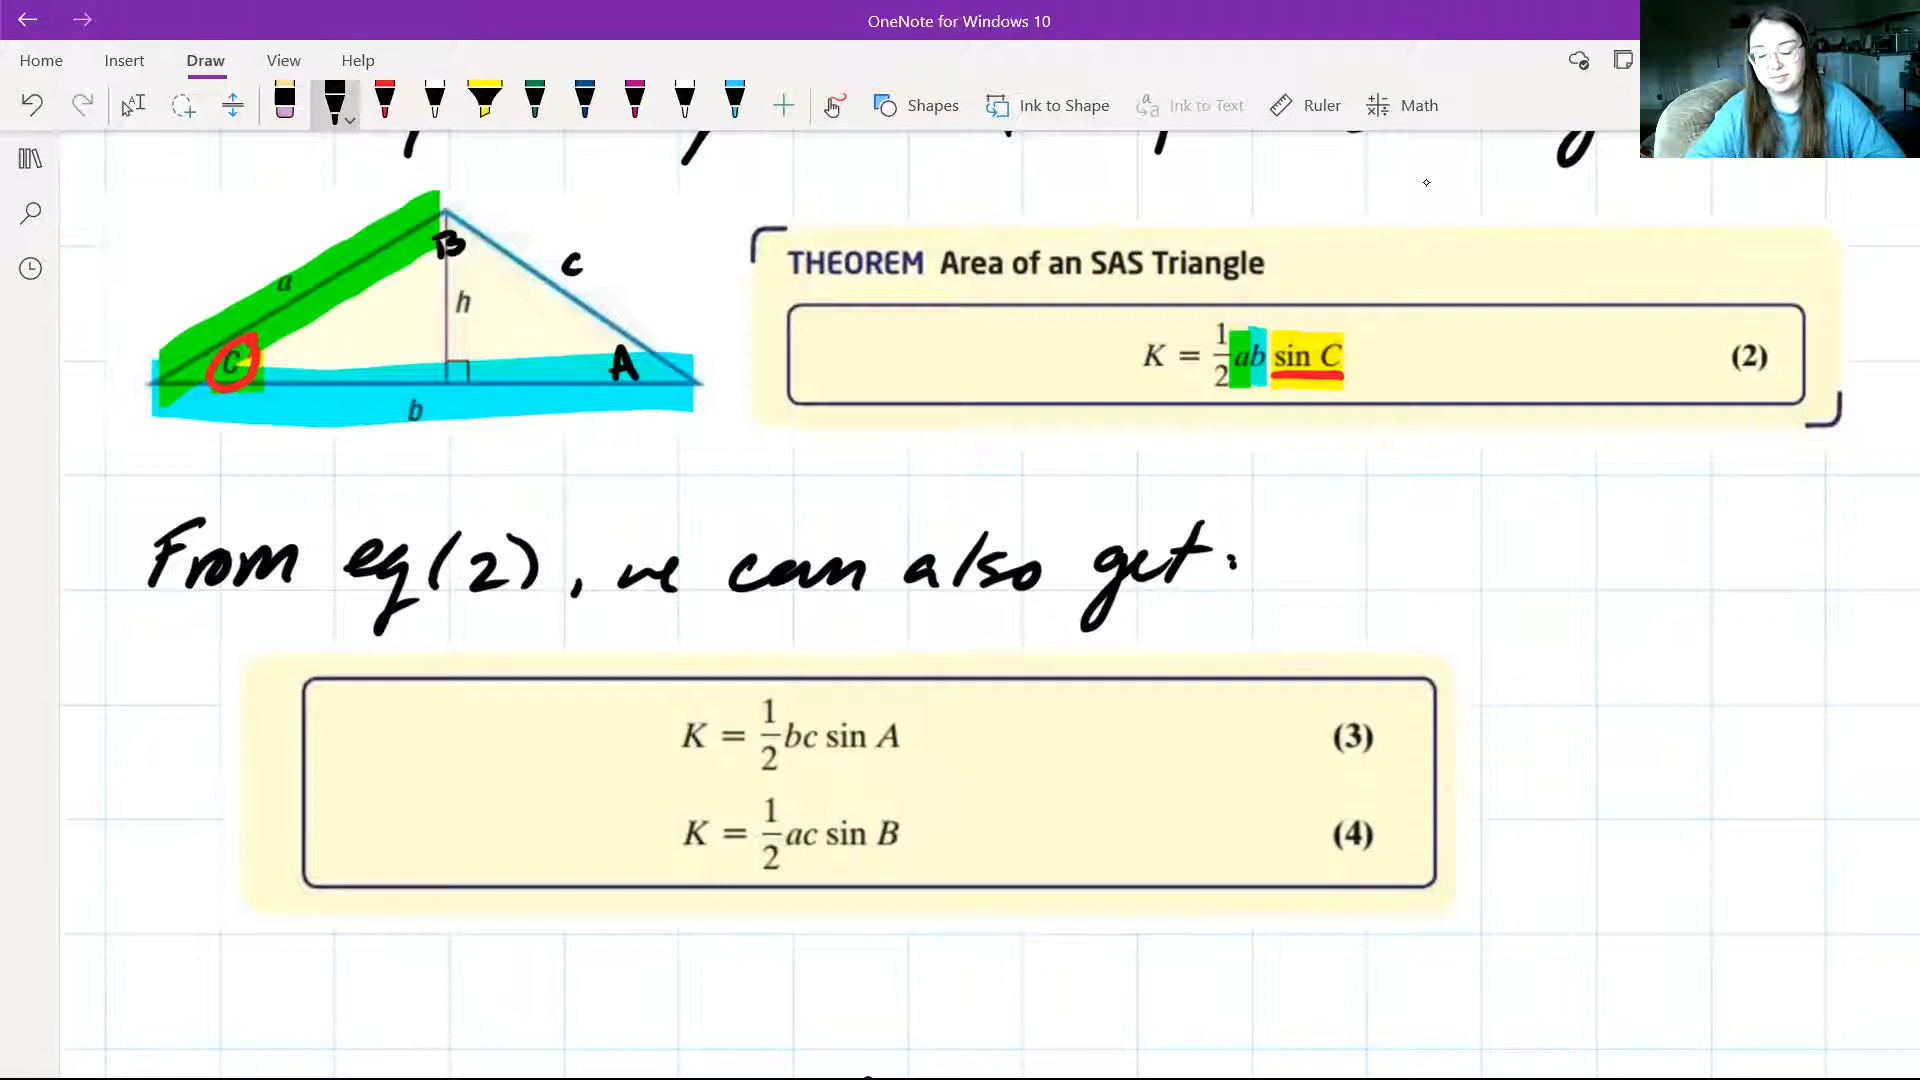 OneNote for Windows 10
Home Insert Draw View Help
Shapes Ink to Shape Ink to Text Ruler Math
B
c
a
h
C
A
b
THEOREM Area of an SAS Triangle
K = 1/2 ab sin C (2)
From eq (2), we can also get:
K = 1/2 bc sin A (3)
K = 1/2 ac sin B (4)